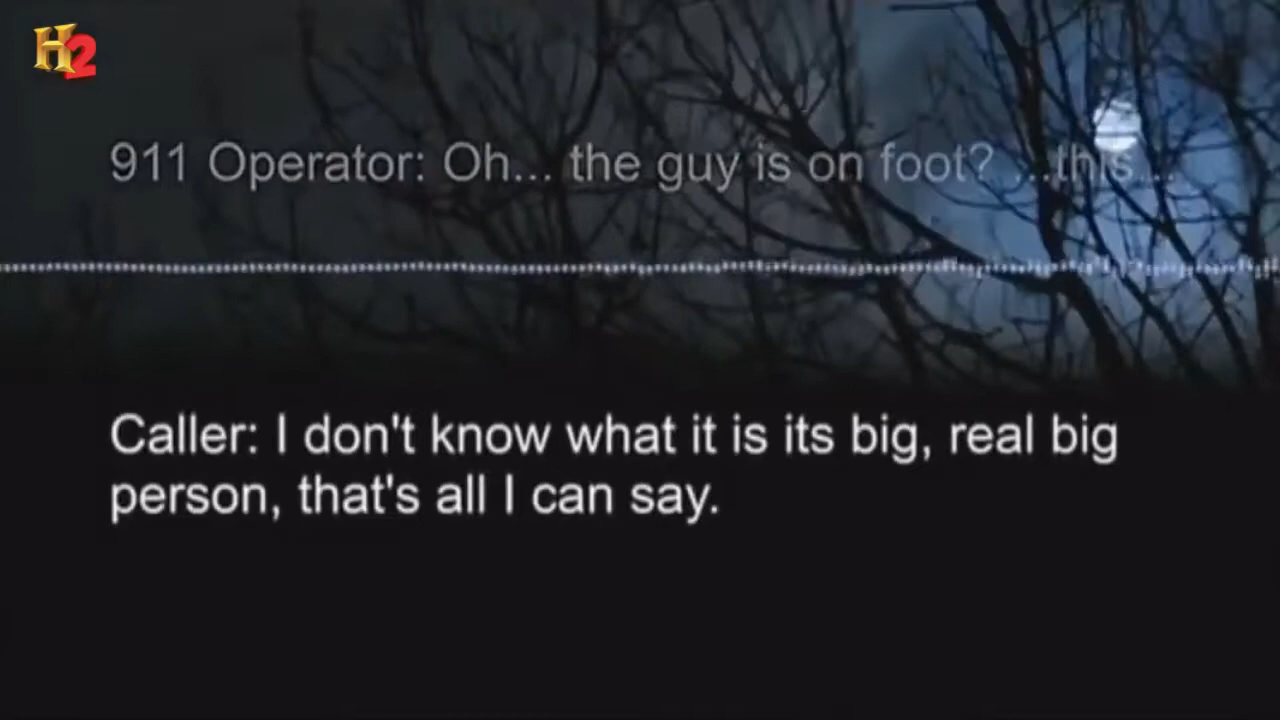 H2
911 Operator: Oh... the guy is on foot? ...this...
Caller: I don't know what it is its big, real big
person, that's all I can say.